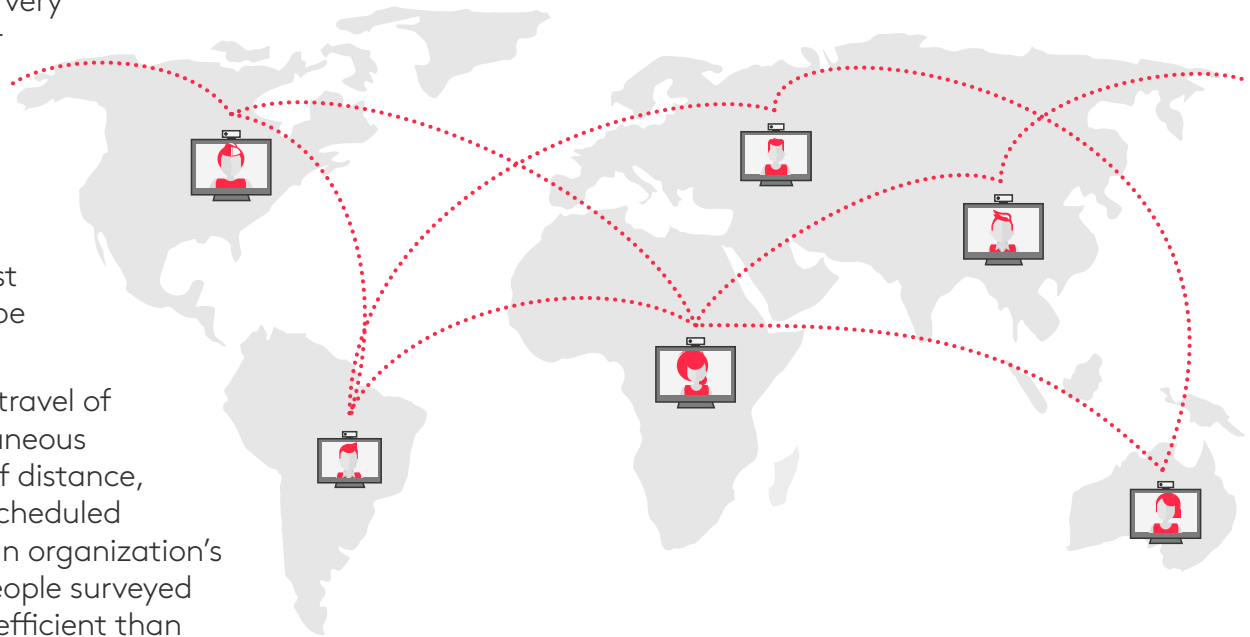 very
st
be
travel of
aneous
f distance,
cheduled
n organization's
eople surveyed
efficient than